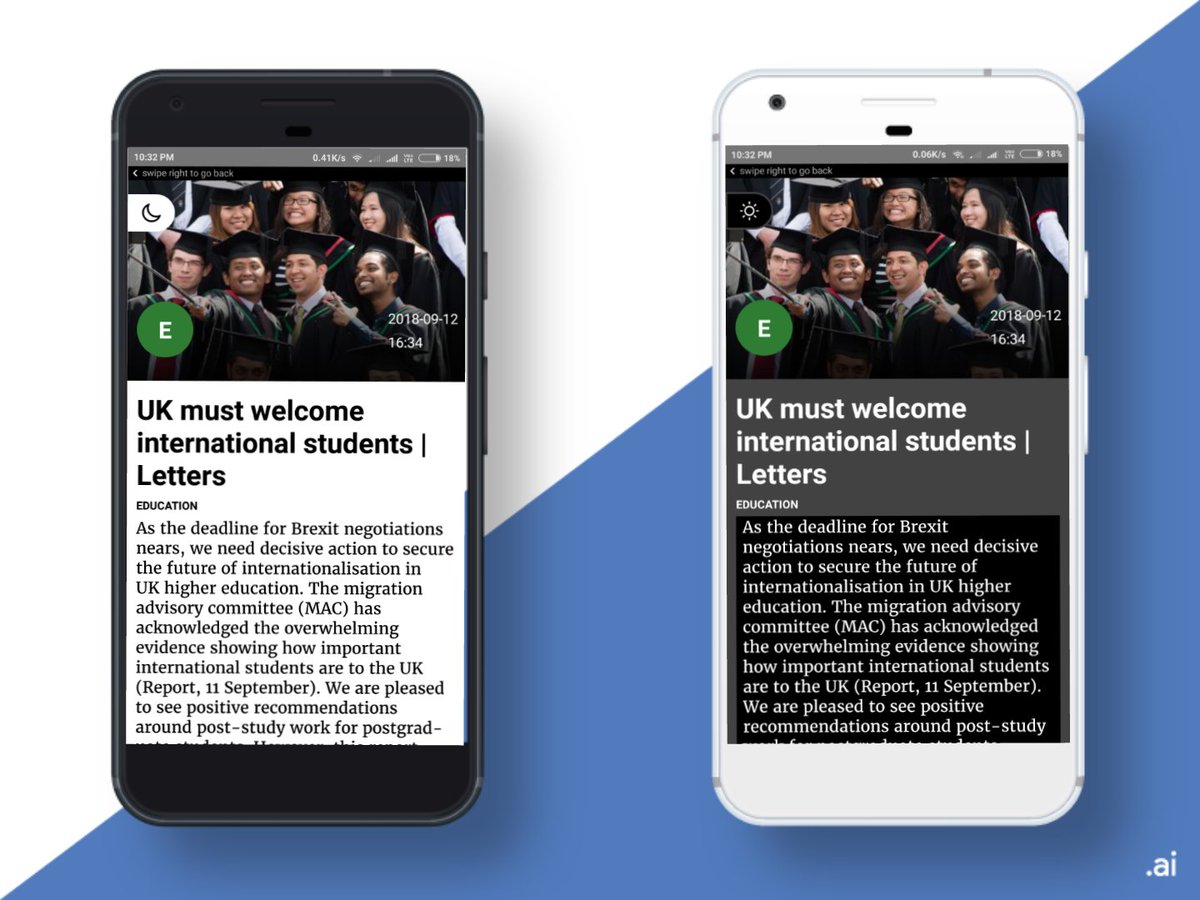 10:32 PM 0.41K/s 18%
swipe right to go back
E
2018-09-12
16:34
UK must welcome
international students |
Letters
EDUCATION
As the deadline for Brexit negotiations
nears, we need decisive action to secure
the future of internationalisation in
UK higher education. The migration
advisory committee (MAC) has
acknowledged the overwhelming
evidence showing how important
international students are to the UK
(Report, 11 September). We are pleased
to see positive recommendations
around post-study work for postgrad-
10:32 PM 0.06K/s 18%
swipe right to go back
E
2018-09-12
16:34
UK must welcome
international students |
Letters
EDUCATION
As the deadline for Brexit
negotiations nears, we need decisive
action to secure the future of
internationalisation in UK higher
education. The migration advisory
committee (MAC) has acknowledged
the overwhelming evidence showing
how important international students
are to the UK (Report, 11 September).
We are pleased to see positive
recommendations around post-study
work for postgraduate students
.ai